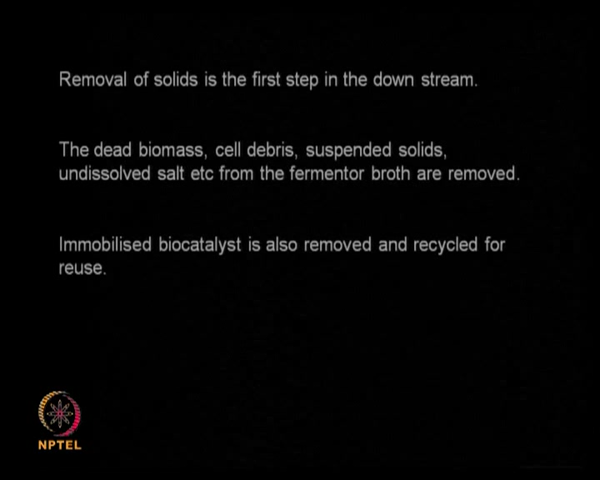 Removal of solids is the first step in the down stream.
The dead biomass, cell debris, suspended solids,
undissolved salt etc from the fermentor broth are removed.
Immobilised biocatalyst is also removed and recycled for
reuse.
NPTEL